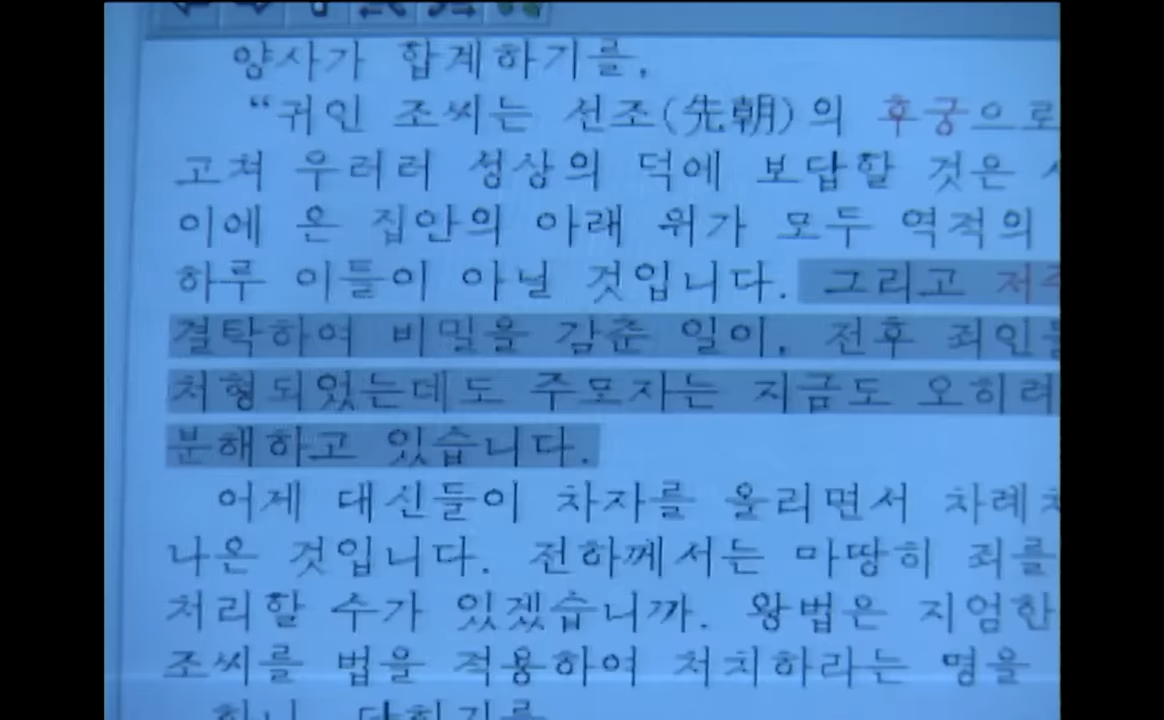 양사가 합계하기를,
“귀인 조씨는 선조(先朝)의 후궁으로
고쳐 우러러 성상의 덕에 보답할 것은
이에 온 집안의 아래 위가 모두 역적의
하루 이틀이 아닐 것입니다. 그리고
결탁하여 비밀을 감춘 일이, 전후 죄인
처형되었는데도 주모자는 지금도 오히려
분해하고 있습니다.
어제 대신들이 차자를 올리면서
나온 것입니다. 전하께서는 마땅히 죄를
처리할 수가 있겠습니까. 왕법은 지엄한
조씨를 법을 적용하여 처치하라는 명을